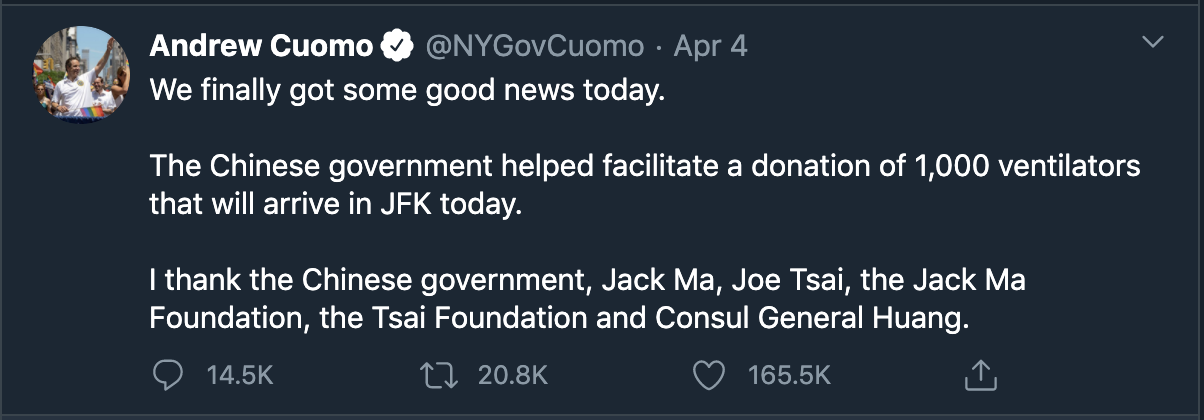 Andrew Cuomo @NYGovCuomo · Apr 4
We finally got some good news today.
The Chinese government helped facilitate a donation of 1,000 ventilators
that will arrive in JFK today.
I thank the Chinese government, Jack Ma, Joe Tsai, the Jack Ma
Foundation, the Tsai Foundation and Consul General Huang.
14.5K 20.8K 165.5K